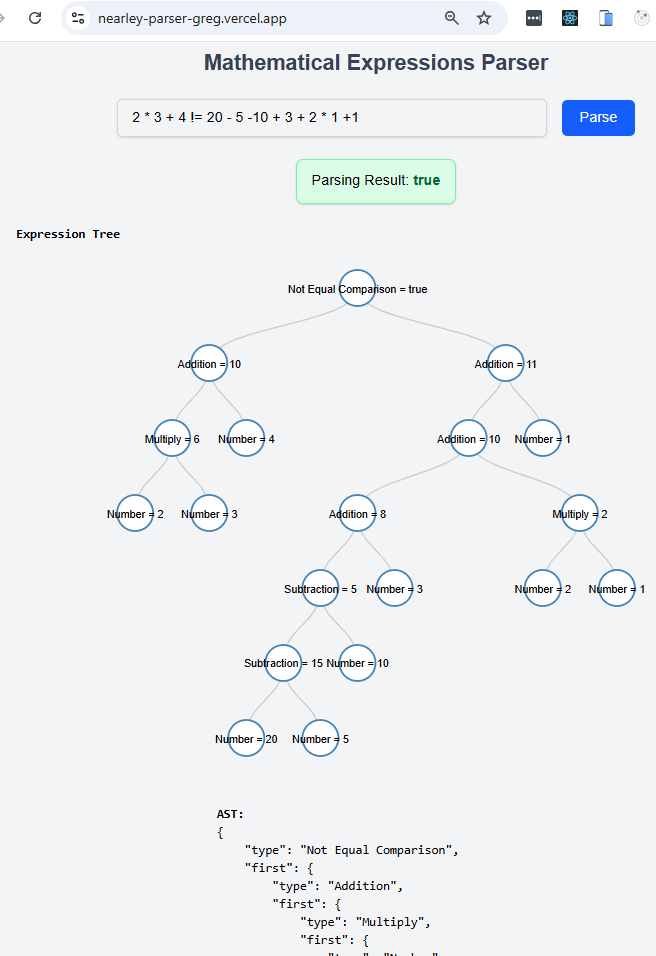 nearley-parser-greg.vercel.app
Mathematical Expressions Parser
2 * 3 + 4 != 20 - 5 -10 + 3 + 2 * 1 +1
Parse
Parsing Result: true
Expression Tree
Not Equal Comparison = true
Addition = 10
Addition = 11
Multiply = 6
Number = 4
Addition = 10
Number = 1
Number = 2
Number = 3
Addition = 8
Multiply = 2
Subtraction = 5
Number = 3
Number = 2
Number = 1
Subtraction = 15
Number = 10
Number = 20
Number = 5
AST:
{
"type": "Not Equal Comparison",
"first": {
"type": "Addition",
"first": {
"type": "Multiply",
"first": {